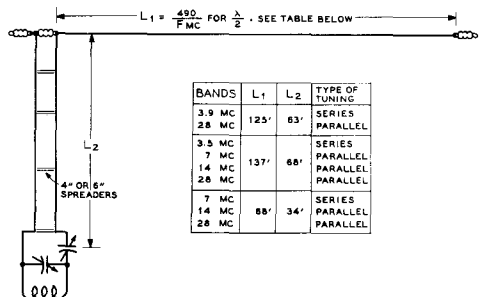 L1 = 490 / F MC FOR λ/2 . SEE TABLE BELOW
L2
4" OR 6"
SPREADERS
BANDS L1 L2 TYPE OF TUNING
3.9 MC 125' 63' SERIES
28 MC PARALLEL
3.5 MC SERIES
7 MC 137' 68' PARALLEL
14 MC PARALLEL
28 MC PARALLEL
7 MC SERIES
14 MC 68' 34' PARALLEL
28 MC PARALLEL